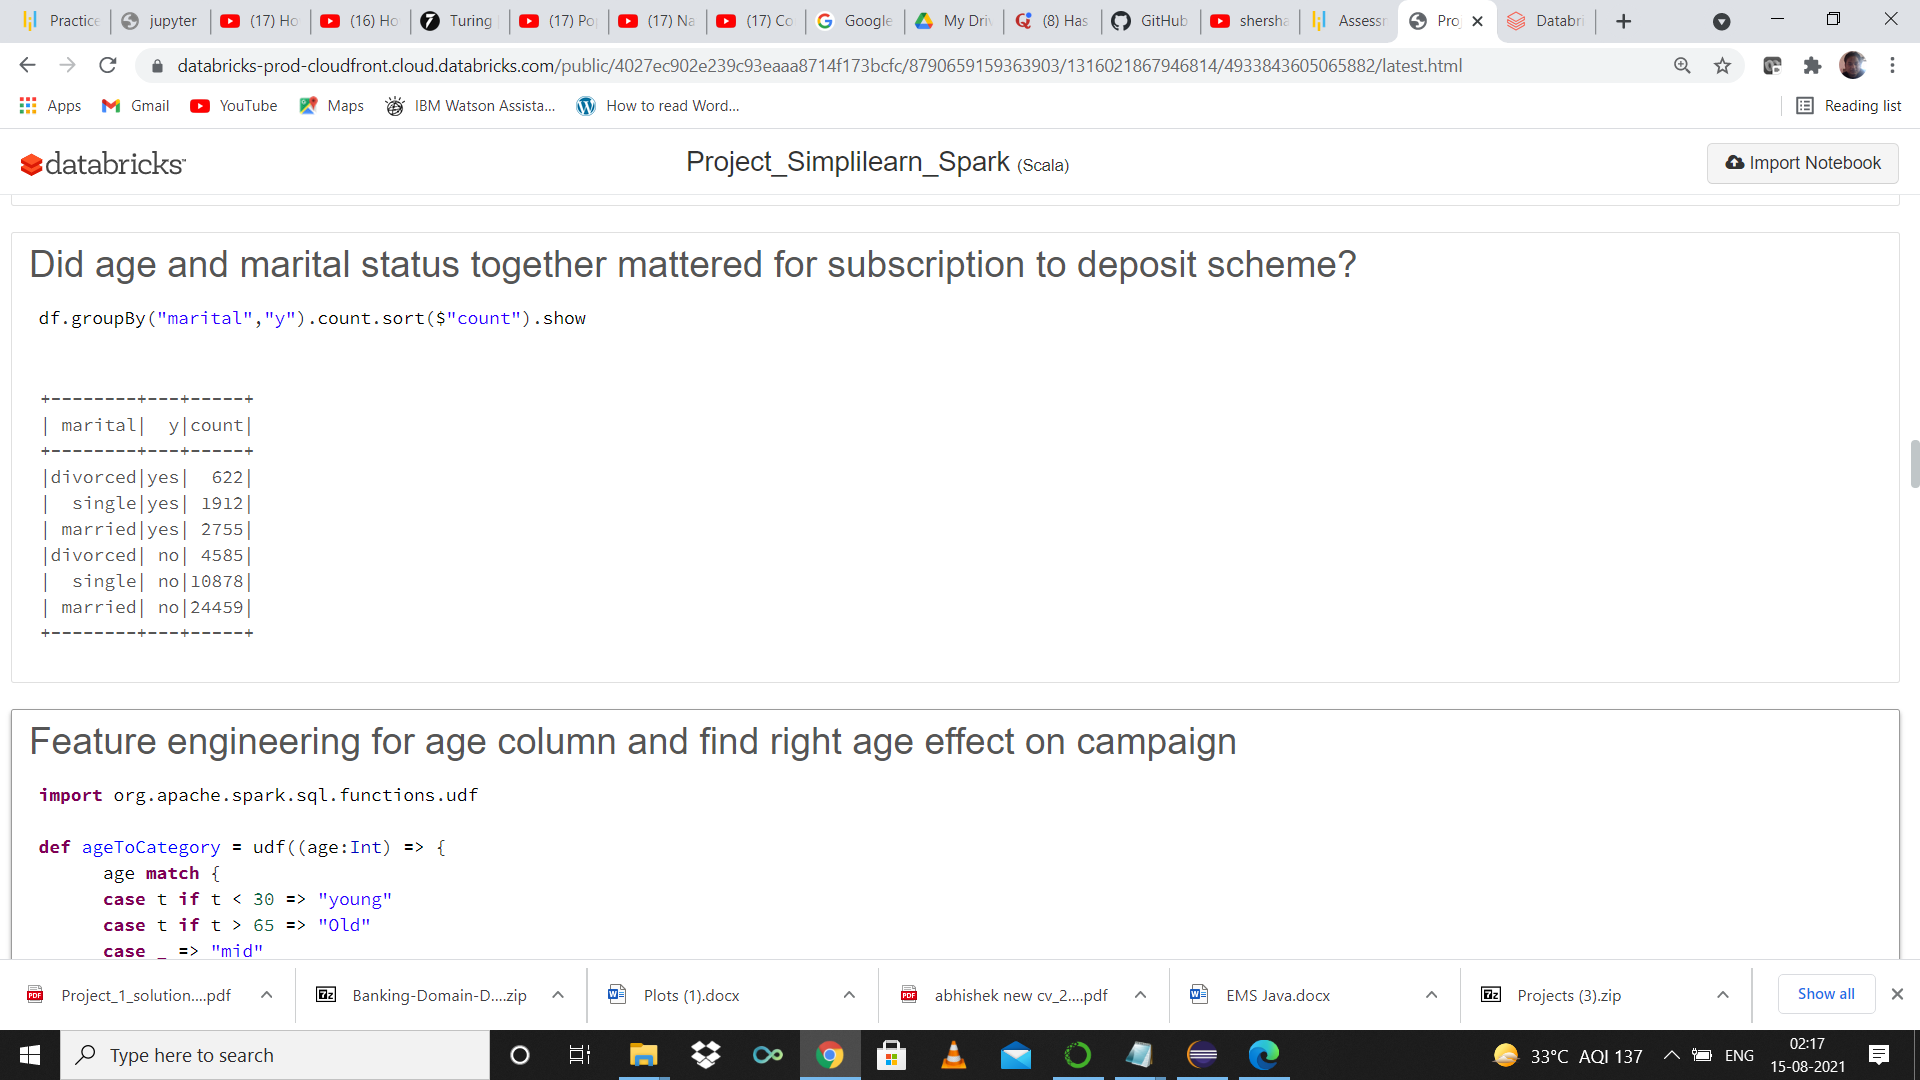 Practice
jupyter
(17) Ho
(16) Ho
Turing
(17) Po
(17) Na
(17) Co
Google
My Driv
(8) Has
GitHub
shersha
Assessm
Pro
Databri
databricks-prod-cloudfront.cloud.databricks.com/public/4027ec902e239c93eaaa8714f173bcfc/8790659159363903/1316021867946814/4933843605065882/latest.html
Apps
Gmail
YouTube
Maps
IBM Watson Assista...
How to read Word...
Reading list
databricks
Project_Simplilearn_Spark (Scala)
Import Notebook
Did age and marital status together mattered for subscription to deposit scheme?
df.groupBy("marital","y").count.sort($"count").show
+--------+---+-----+
| marital|  y|count|
+--------+---+-----+
|divorced|yes|  622|
|  single|yes| 1912|
| married|yes| 2755|
|divorced| no| 4585|
|  single| no|10878|
| married| no|24459|
+--------+---+-----+
Feature engineering for age column and find right age effect on campaign
import org.apache.spark.sql.functions.udf
def ageToCategory = udf((age:Int) => {
age match {
case t if t < 30 => "young"
case t if t > 65 => "Old"
case _ => "mid"
Project_1_solution....pdf
Banking-Domain-D....zip
Plots (1).docx
abhishek new cv_2....pdf
EMS Java.docx
Projects (3).zip
Show all
Type here to search
33°C AQI 137
ENG
02:17
15-08-2021